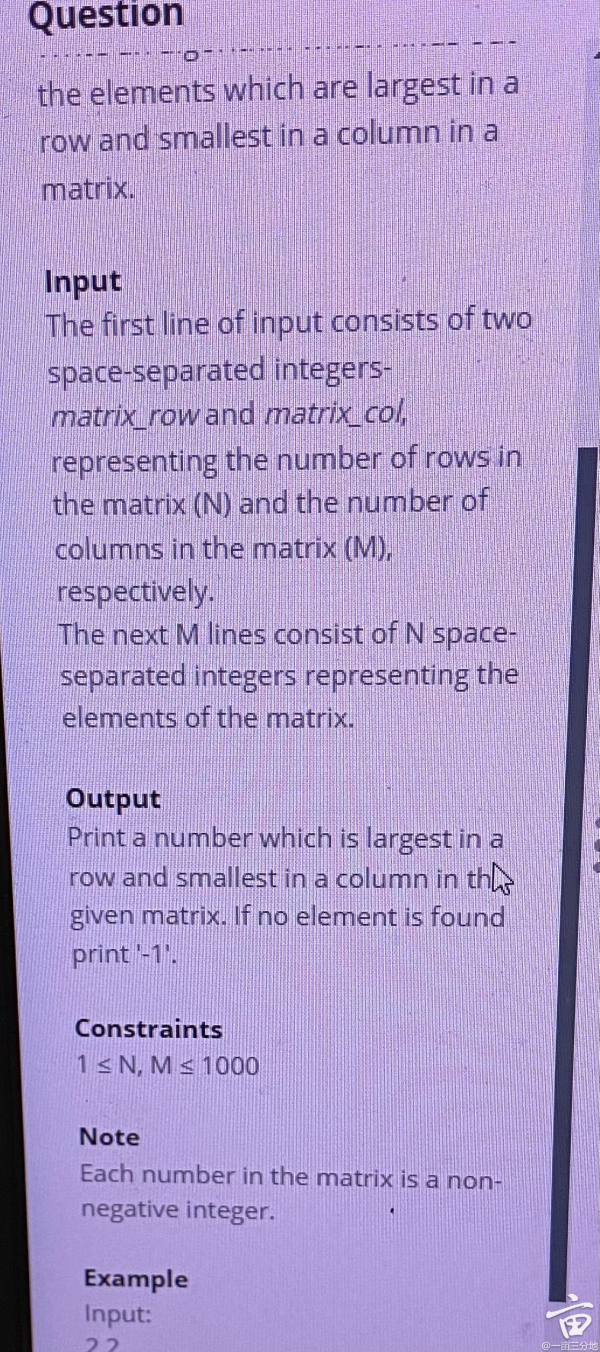 Question
the elements which are largest in a
row and smallest in a column in a
matrix.
Input
The first line of input consists of two
space-separated integers-
matrix_row and matrix_col,
representing the number of rows in
the matrix (N) and the number of
columns in the matrix (M),
respectively.
The next M lines consist of N space-
separated integers representing the
elements of the matrix.
Output
Print a number which is largest in a
row and smallest in a column in th
given matrix. If no element is found
print '-1'.
Constraints
1 ≤ N, M ≤ 1000
Note
Each number in the matrix is a non-
negative integer.
Example
Input:
2 2
亩
@一亩三分地